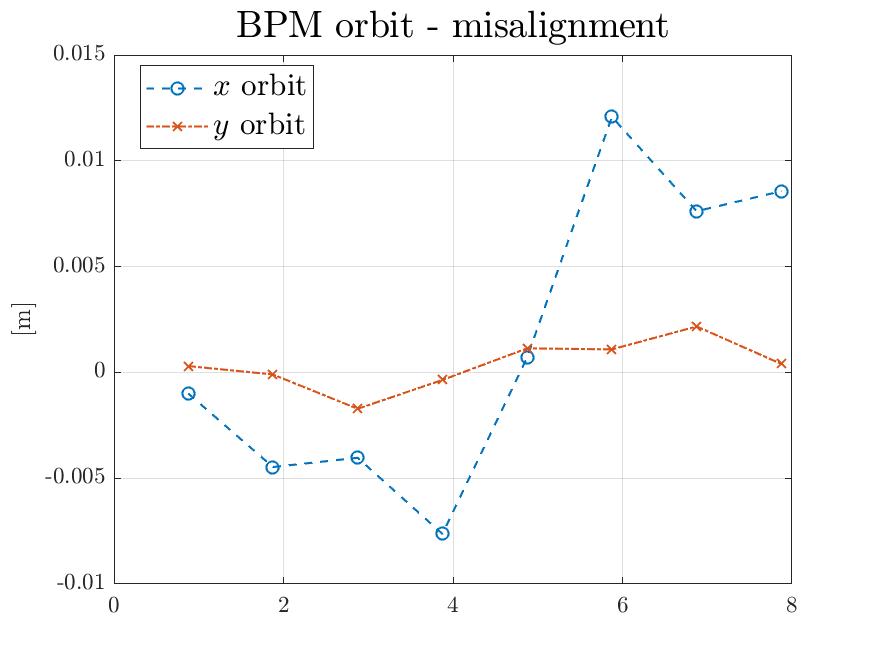 BPM orbit - misalignment
0.015
x orbit
y orbit
0.01
0.005
[m]
0
-0.005
-0.01
0 2 4 6 8